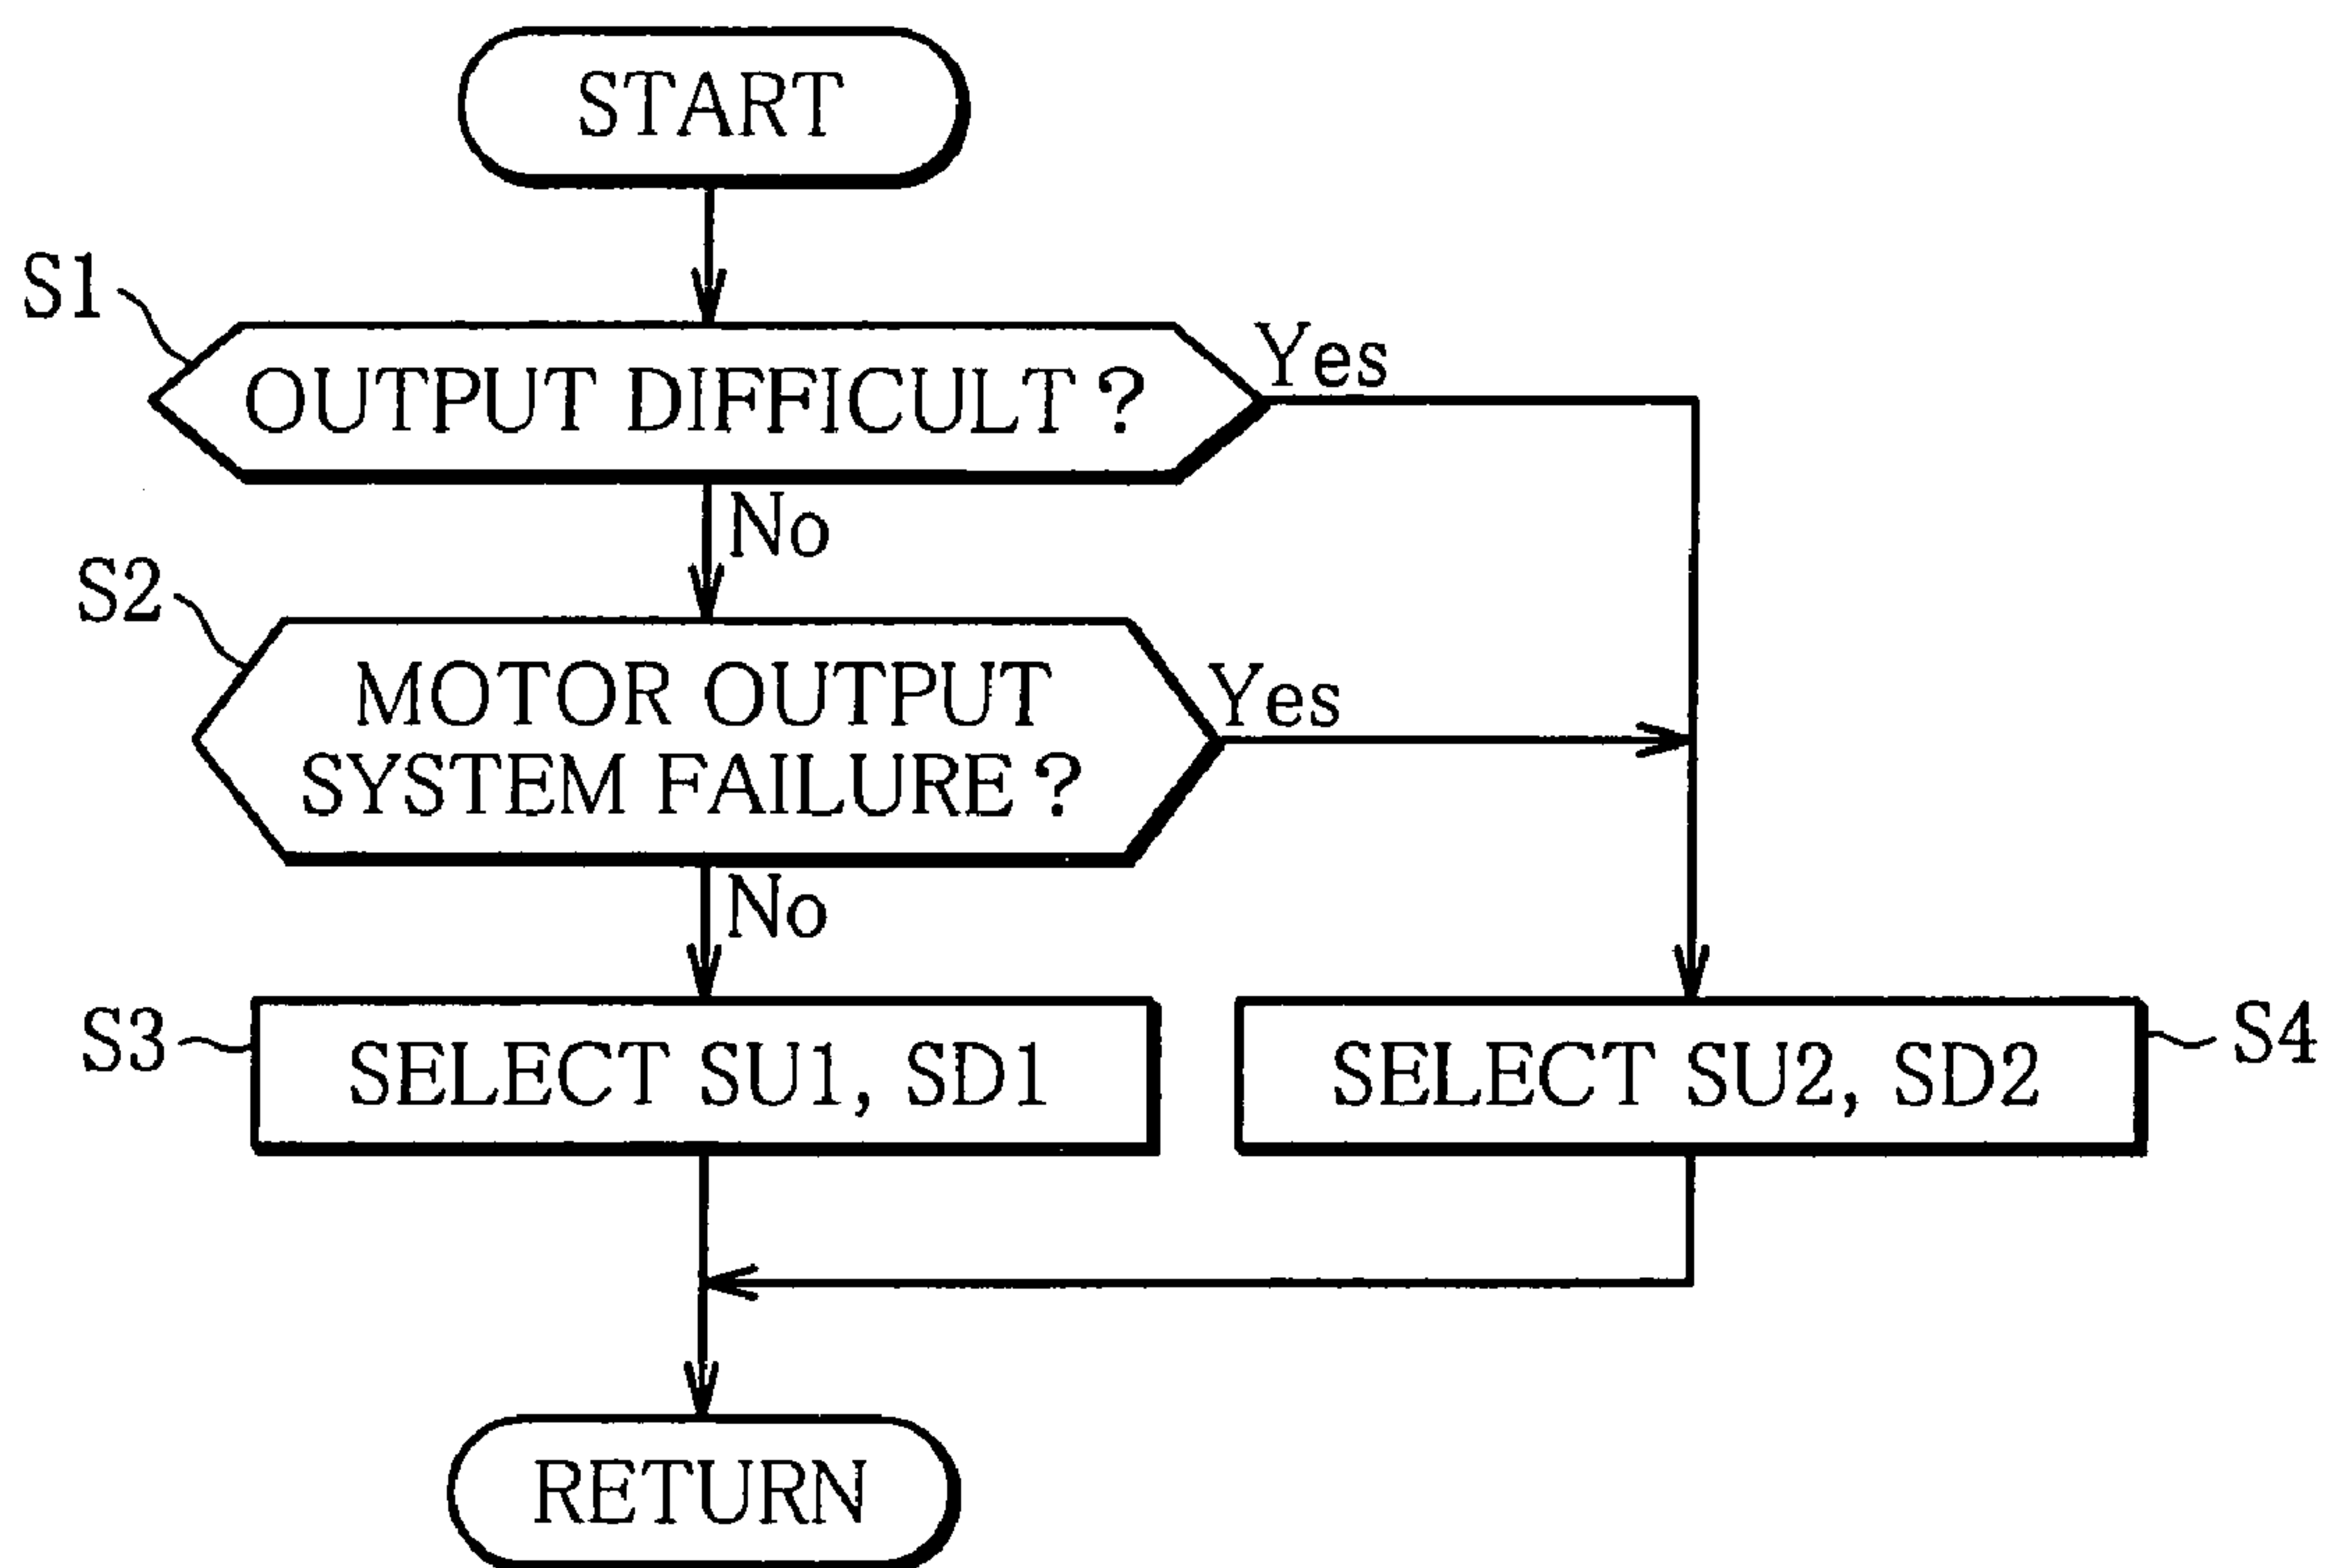 START
S1
OUTPUT DIFFICULT ?
Yes
No
S2
MOTOR OUTPUT
SYSTEM FAILURE ?
Yes
No
S3
SELECT SU1, SD1
SELECT SU2, SD2
S4
RETURN